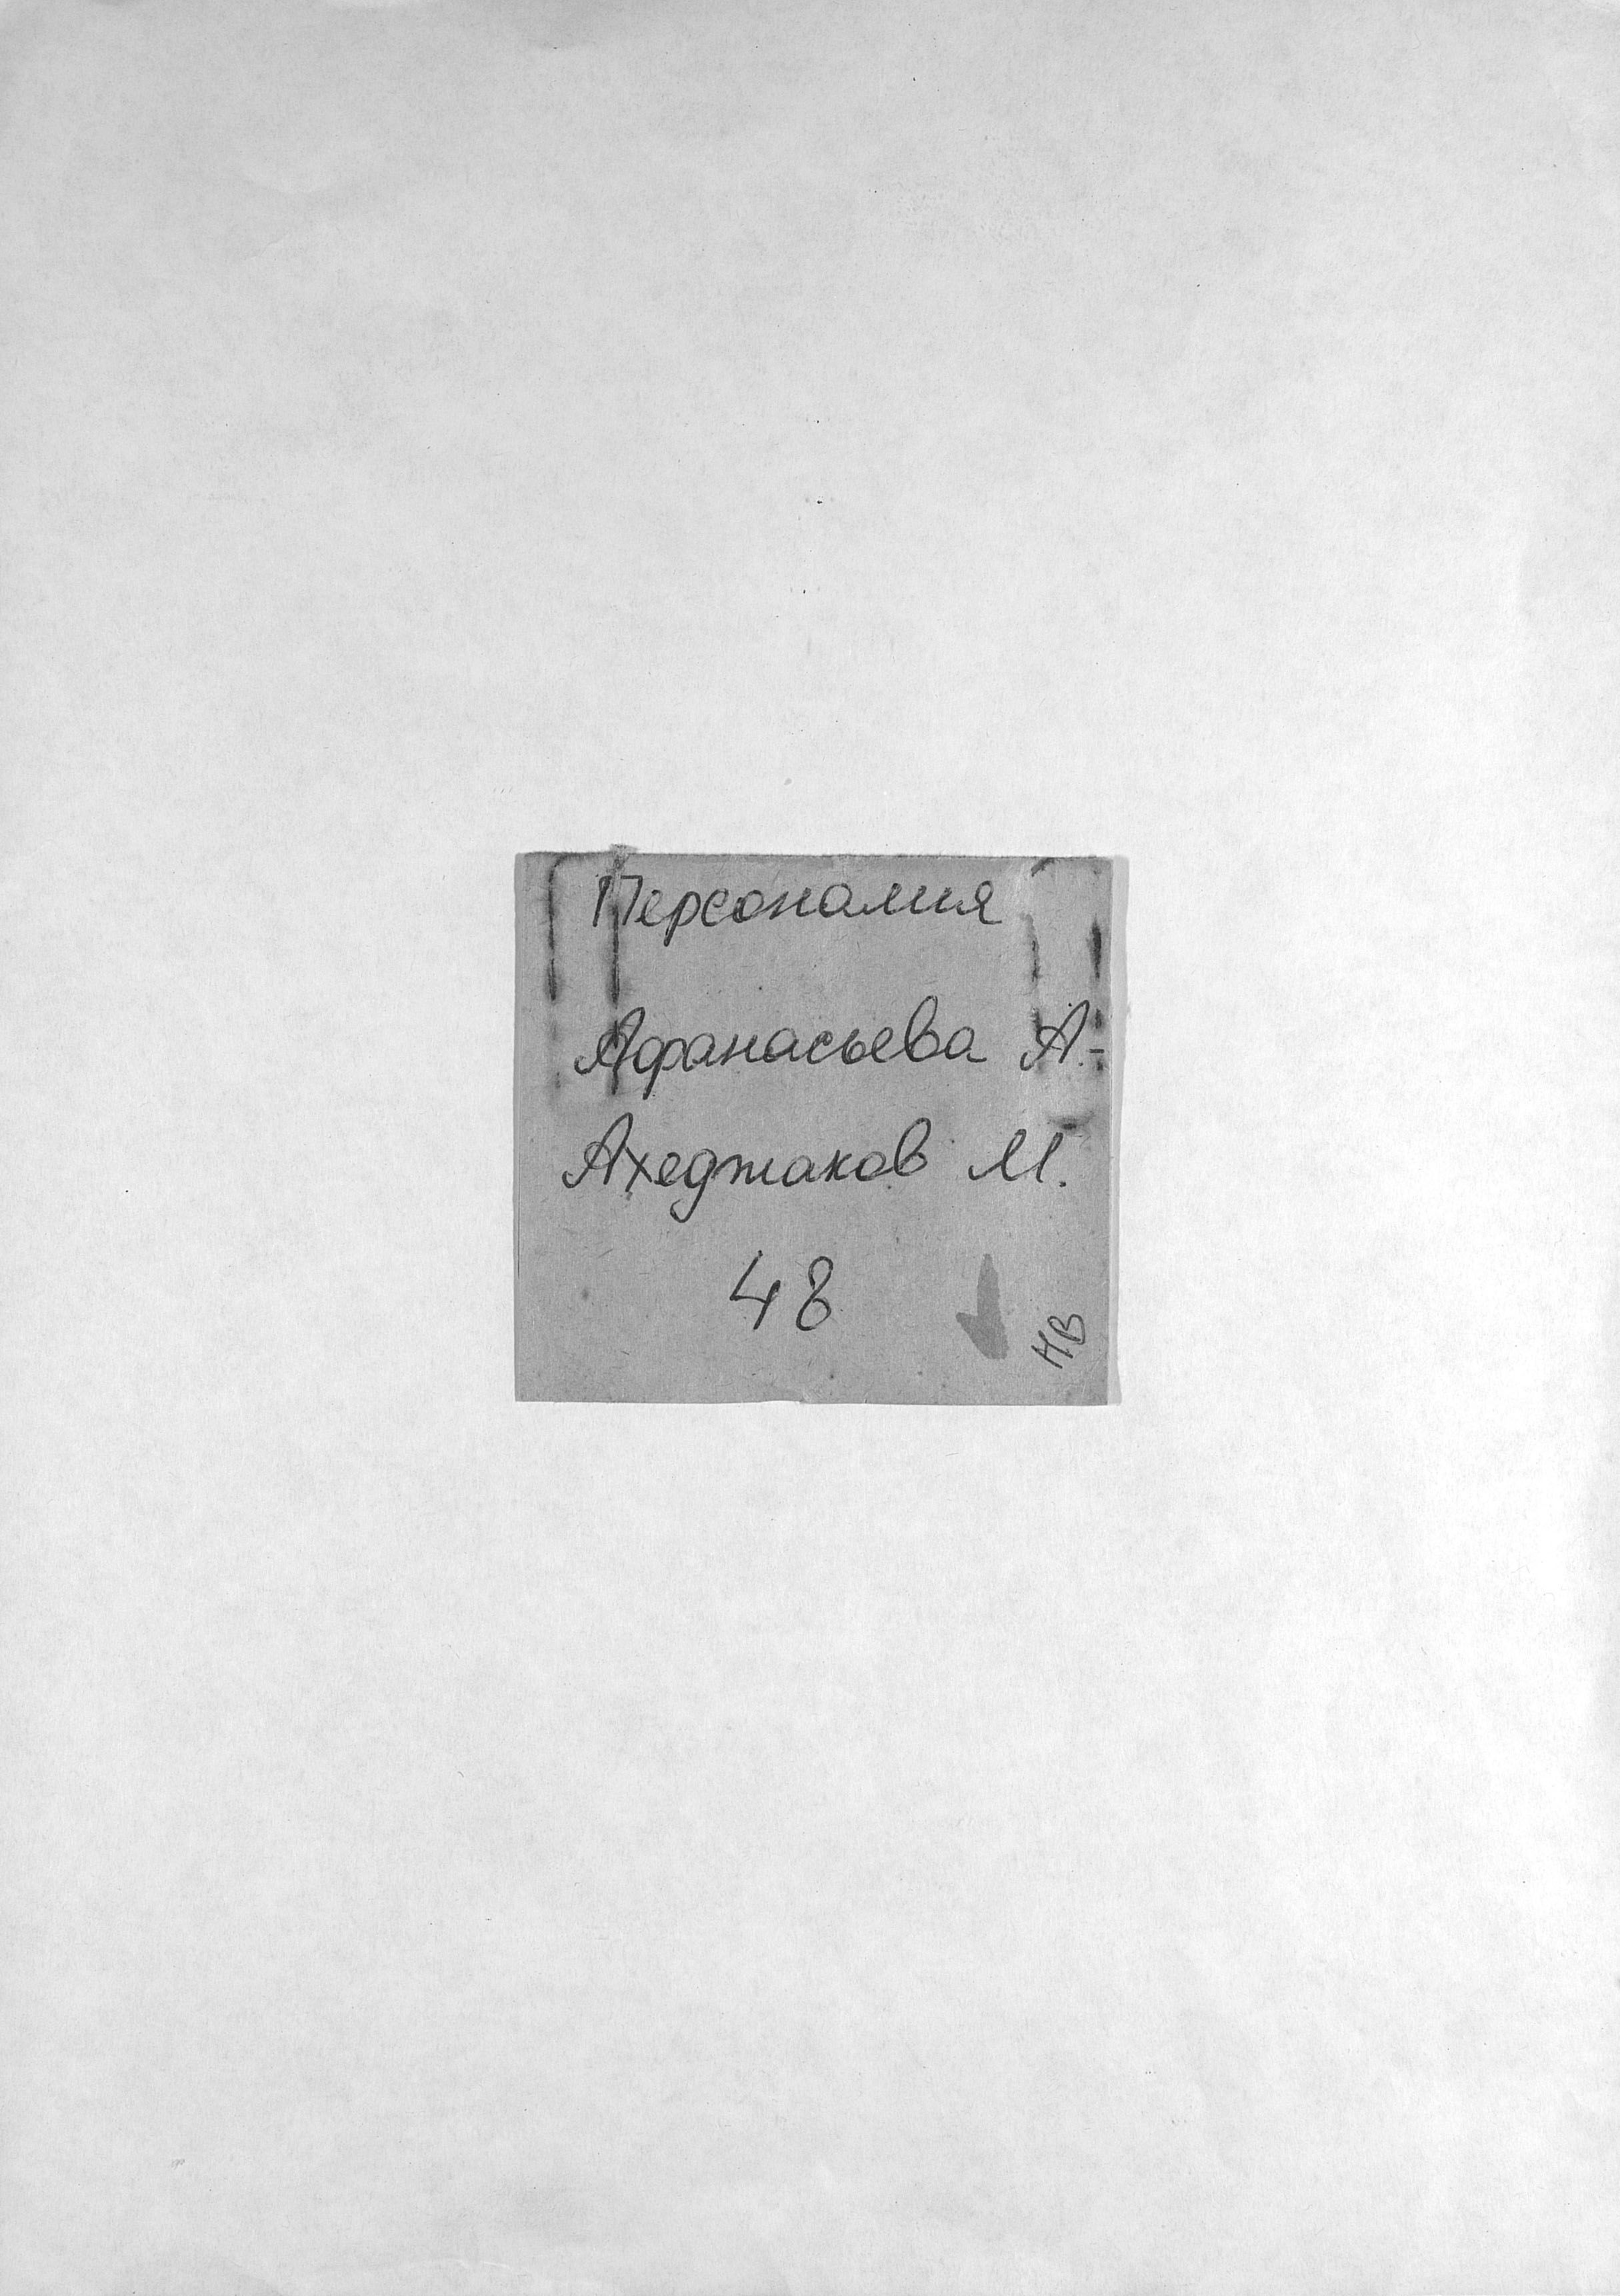 Персоналия
Афанасьева А.-
Ахеджаков М.
48
НВ